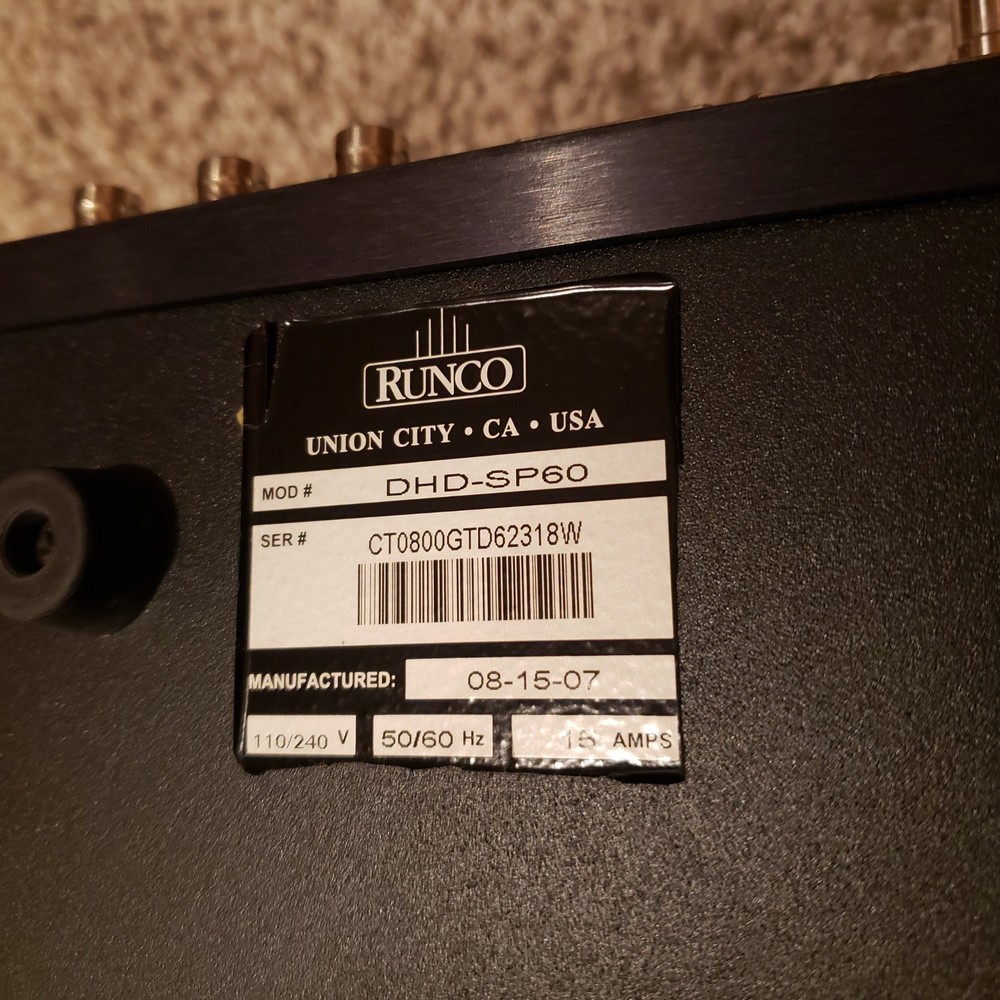 RUNCO
UNION CITY • CA • USA
MOD # DHD-SP60
SER # CT0800GTD62318W
MANUFACTURED: 08-15-07
110/240 V 50/60 Hz 15 AMPS